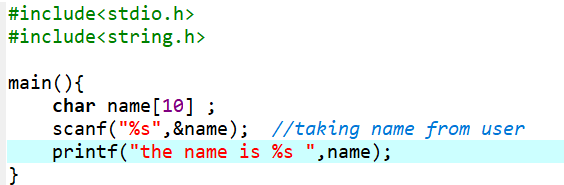 #include<stdio.h>
#include<string.h>
main(){
char name[10] ;
scanf("%s",&name);  //taking name from user
printf("the name is %s ",name);
}